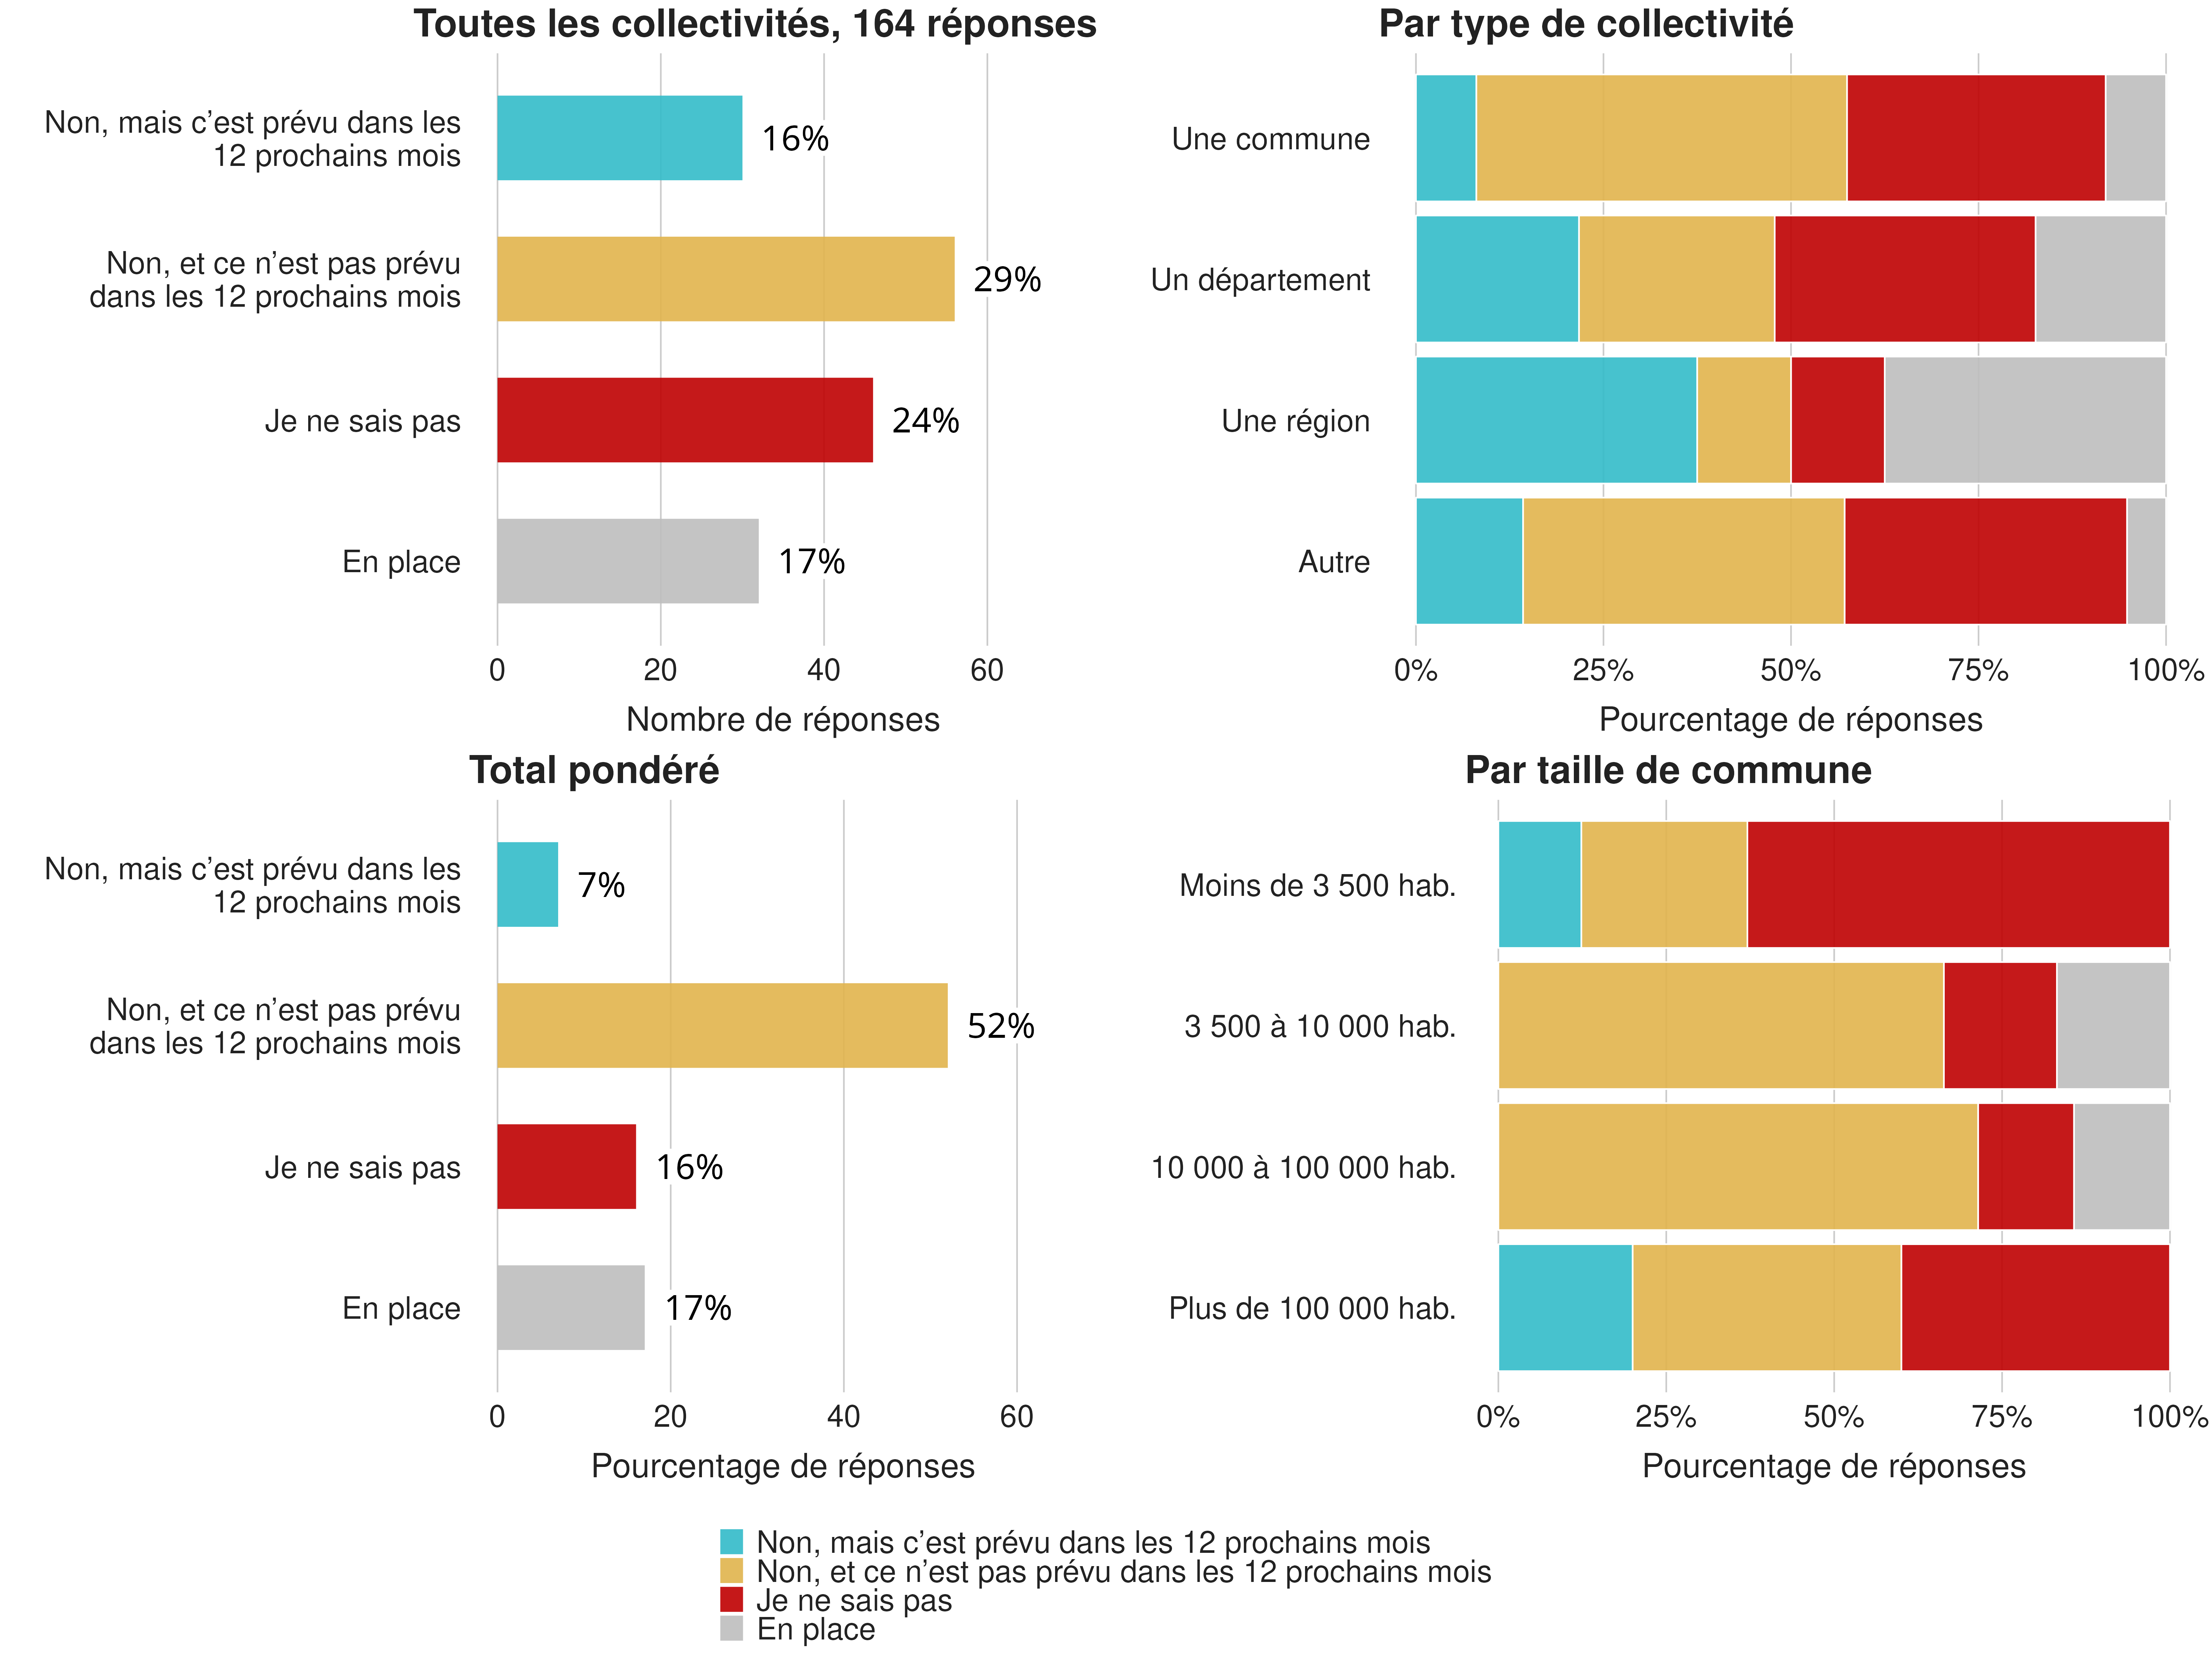 Toutes les collectivités, 164 réponses
Non, mais c’est prévu dans les
12 prochains mois
16%
Non, et ce n’est pas prévu
dans les 12 prochains mois
29%
Je ne sais pas
24%
En place
17%
0 20 40 60
Nombre de réponses
Par type de collectivité
Une commune
Un département
Une région
Autre
0% 25% 50% 75% 100%
Pourcentage de réponses
Total pondéré
Non, mais c’est prévu dans les
12 prochains mois
7%
Non, et ce n’est pas prévu
dans les 12 prochains mois
52%
Je ne sais pas
16%
En place
17%
0 20 40 60
Pourcentage de réponses
Par taille de commune
Moins de 3 500 hab.
3 500 à 10 000 hab.
10 000 à 100 000 hab.
Plus de 100 000 hab.
0% 25% 50% 75% 100%
Pourcentage de réponses
Non, mais c’est prévu dans les 12 prochains mois
Non, et ce n’est pas prévu dans les 12 prochains mois
Je ne sais pas
En place